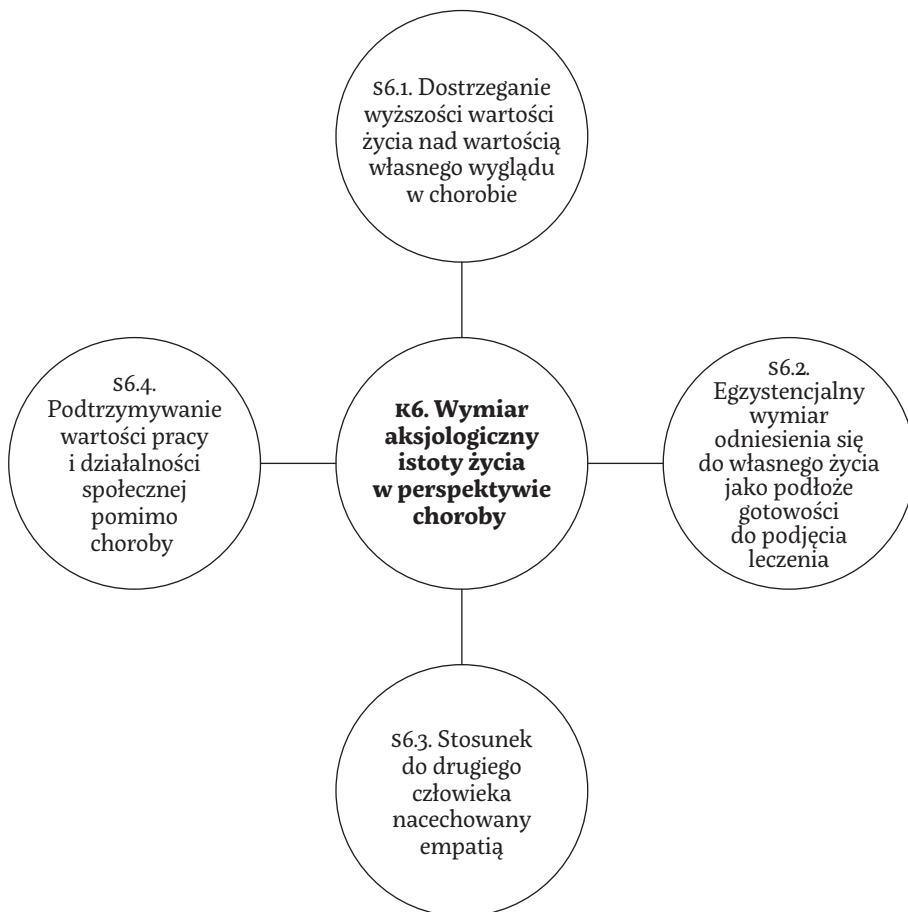 S6.1. Dostrzeganie
wyższości wartości
życia nad wartością
własnego wyglądu
w chorobie
S6.4.
Podtrzymywanie
wartości pracy
i działalności
społecznej
pomimo
choroby
K6. Wymiar
aksjologiczny
istoty życia
w perspektywie
choroby
S6.2.
Egzystencjalny
wymiar
odniesienia się
do własnego życia
jako podłoże
gotowości
do podjęcia
leczenia
S6.3. Stosunek
do drugiego
człowieka
nacechowany
empatią